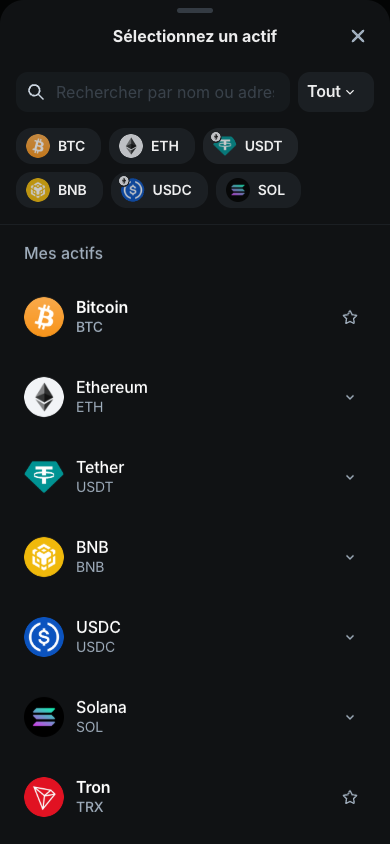 Sélectionnez un actif
Rechercher par nom ou adre
Tout
BTC
ETH
USDT
BNB
USDC
SOL
Mes actifs
Bitcoin
BTC
Ethereum
ETH
Tether
USDT
BNB
BNB
USDC
USDC
Solana
SOL
Tron
TRX